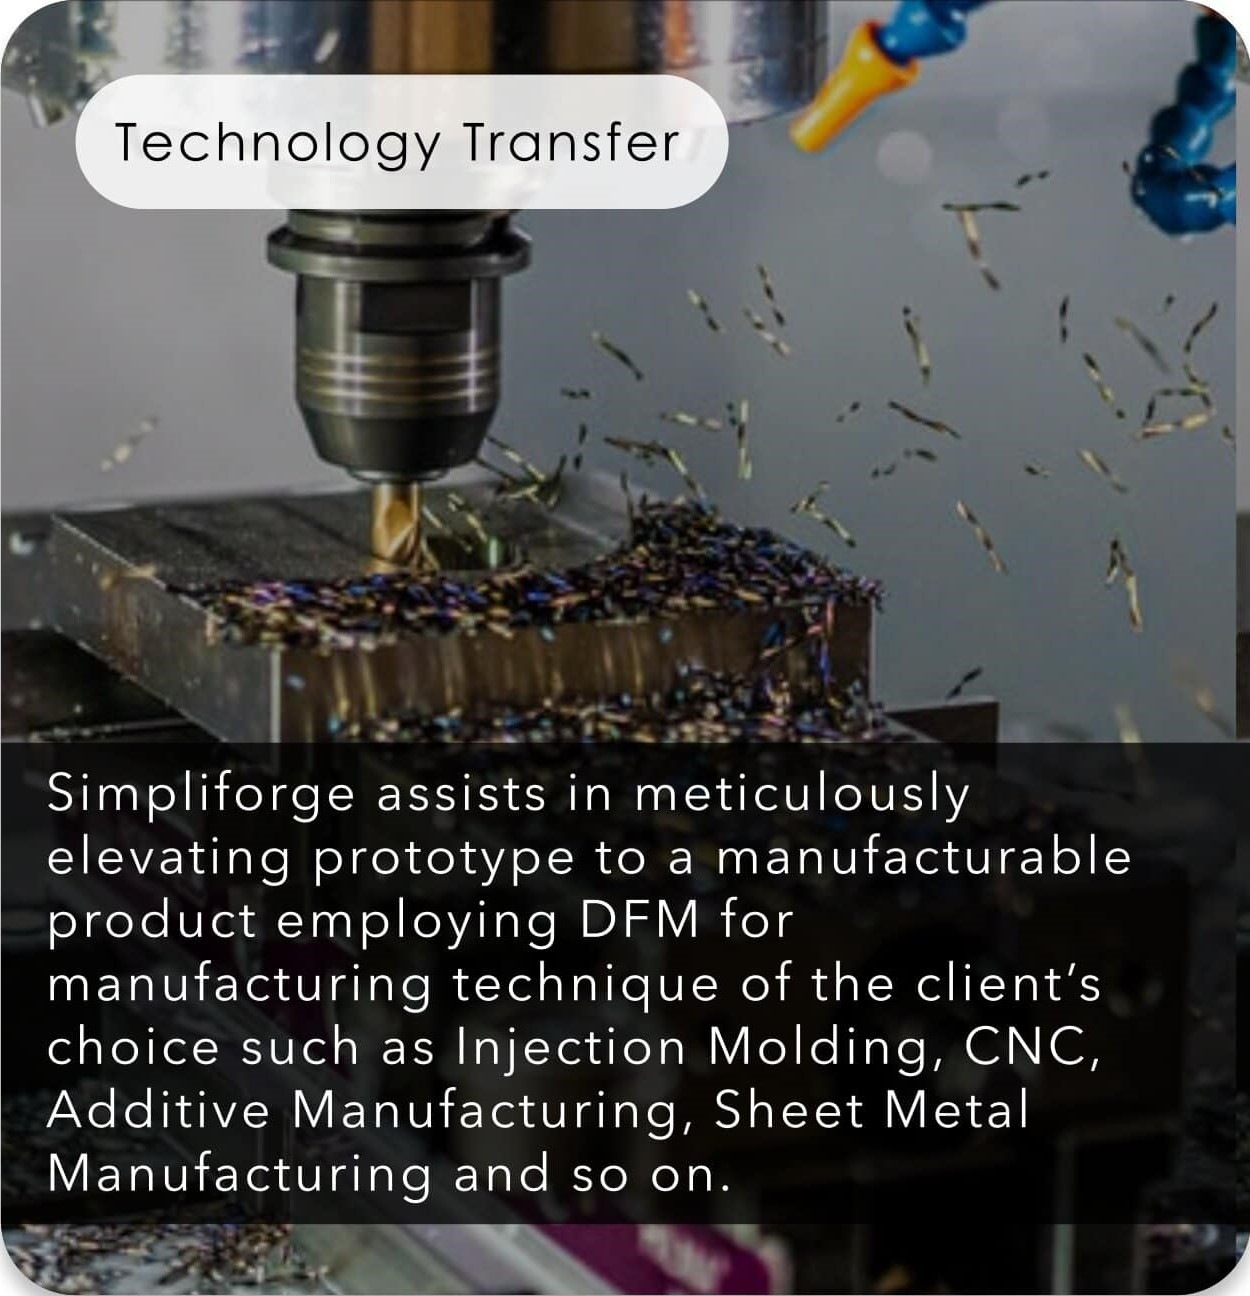 Technology Transfer
Simpliforge assists in meticulously
elevating prototype to a manufacturable
product employing DFM for
manufacturing technique of the client’s
choice such as Injection Molding, CNC,
Additive Manufacturing, Sheet Metal
Manufacturing and so on.